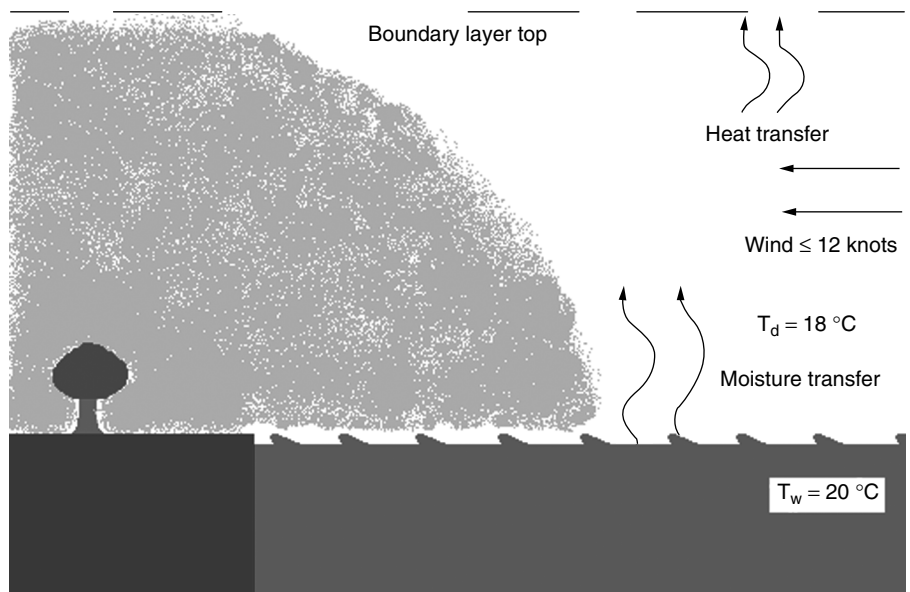 Boundary layer top
Heat transfer
Wind ≤ 12 knots
T_d = 18 °C
Moisture transfer
T_w = 20 °C